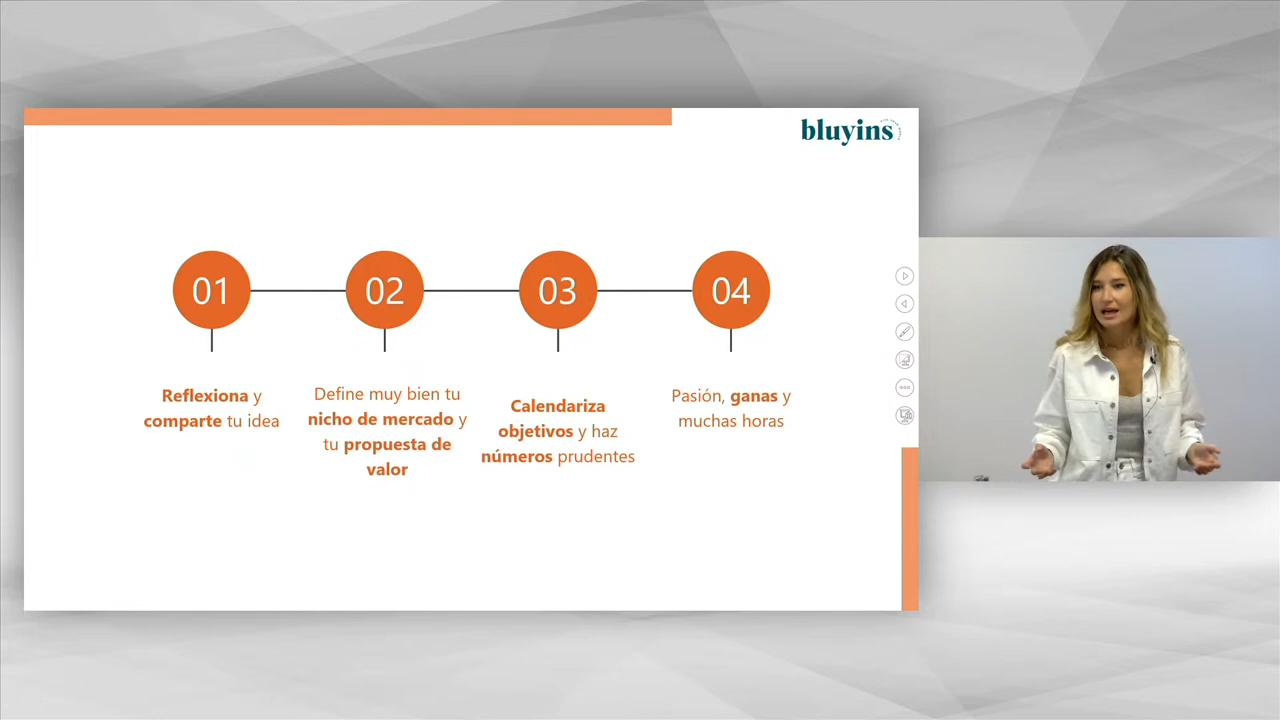 bluyins
01
02
03
04
Reflexiona y
comparte tu idea
Define muy bien tu
nicho de mercado y
tu propuesta de
valor
Calendariza
objetivos y haz
números prudentes
Pasión, ganas y
muchas horas